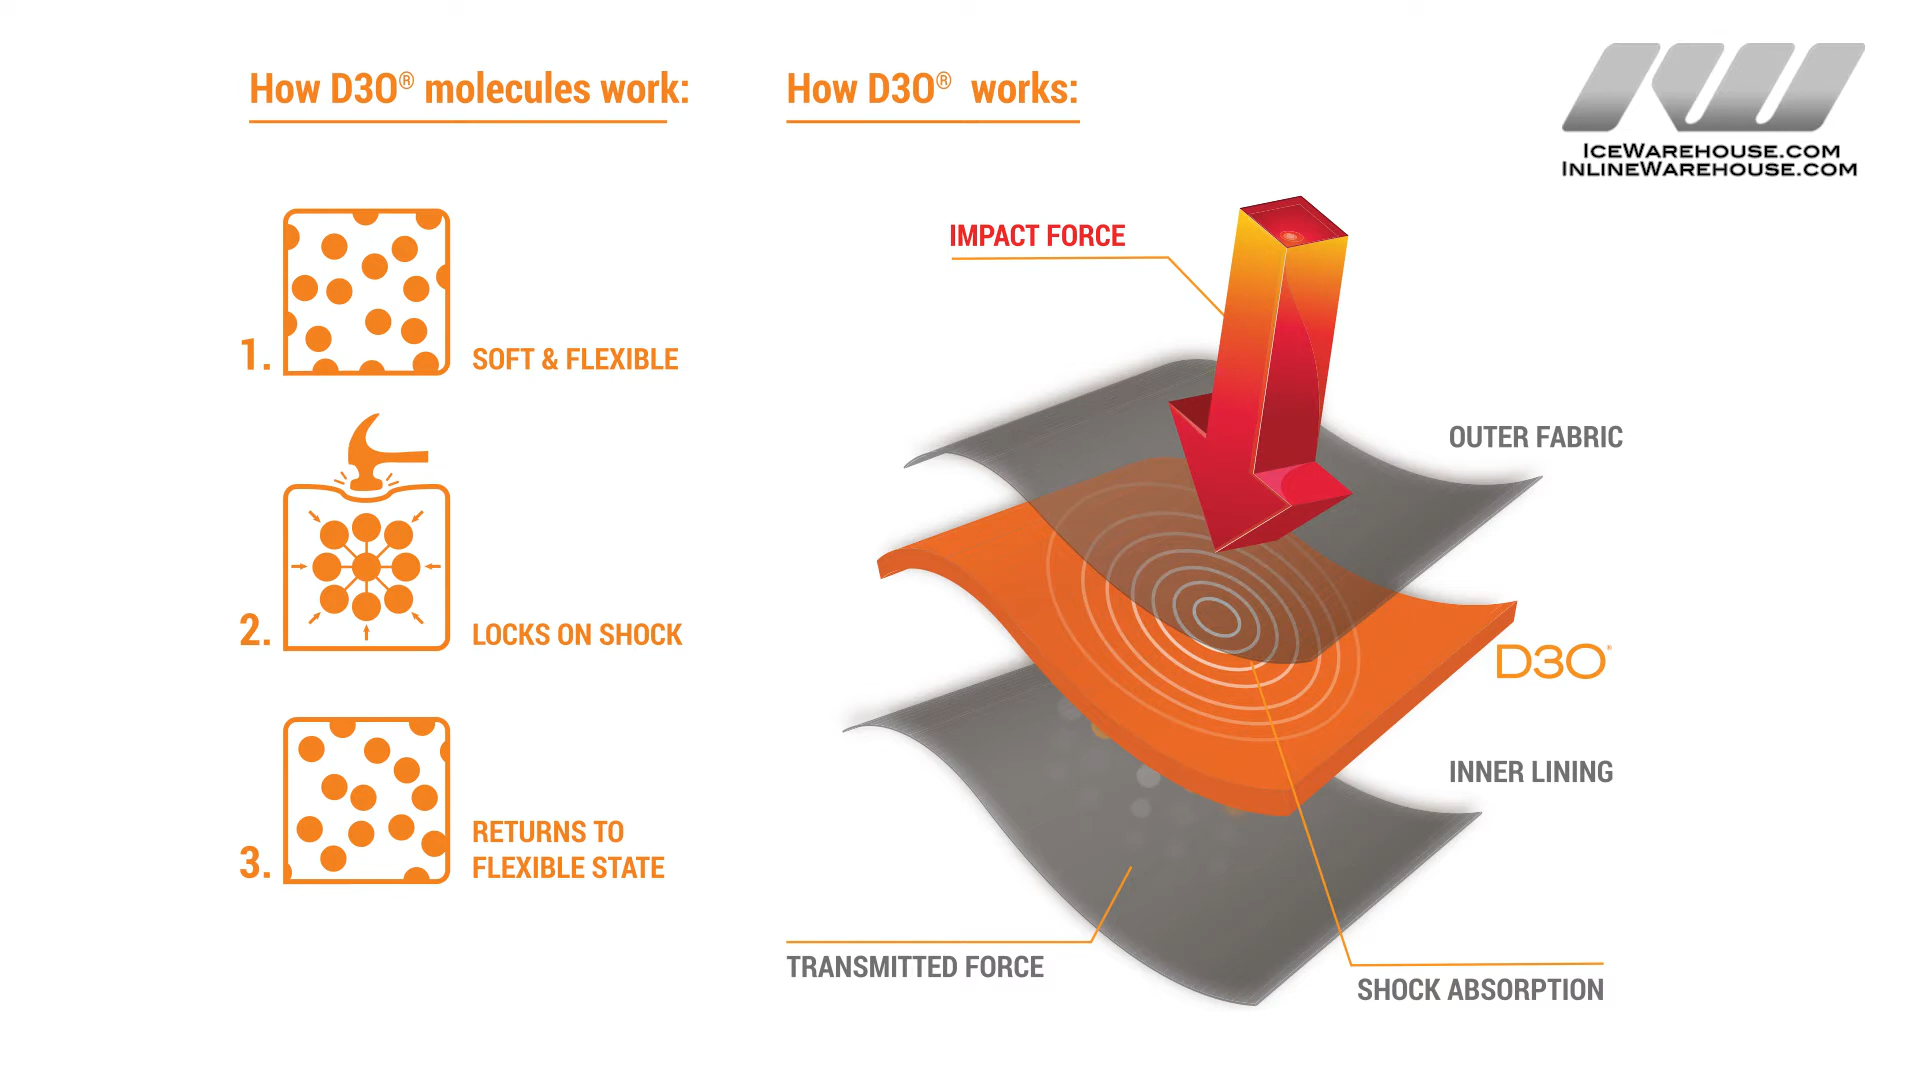 How D3O® molecules work:
1.
SOFT & FLEXIBLE
2.
LOCKS ON SHOCK
3.
RETURNS TO
FLEXIBLE STATE
How D3O® works:
IMPACT FORCE
OUTER FABRIC
D3O®
INNER LINING
TRANSMITTED FORCE
SHOCK ABSORPTION
IW
ICEWAREHOUSE.COM
INLINEWAREHOUSE.COM